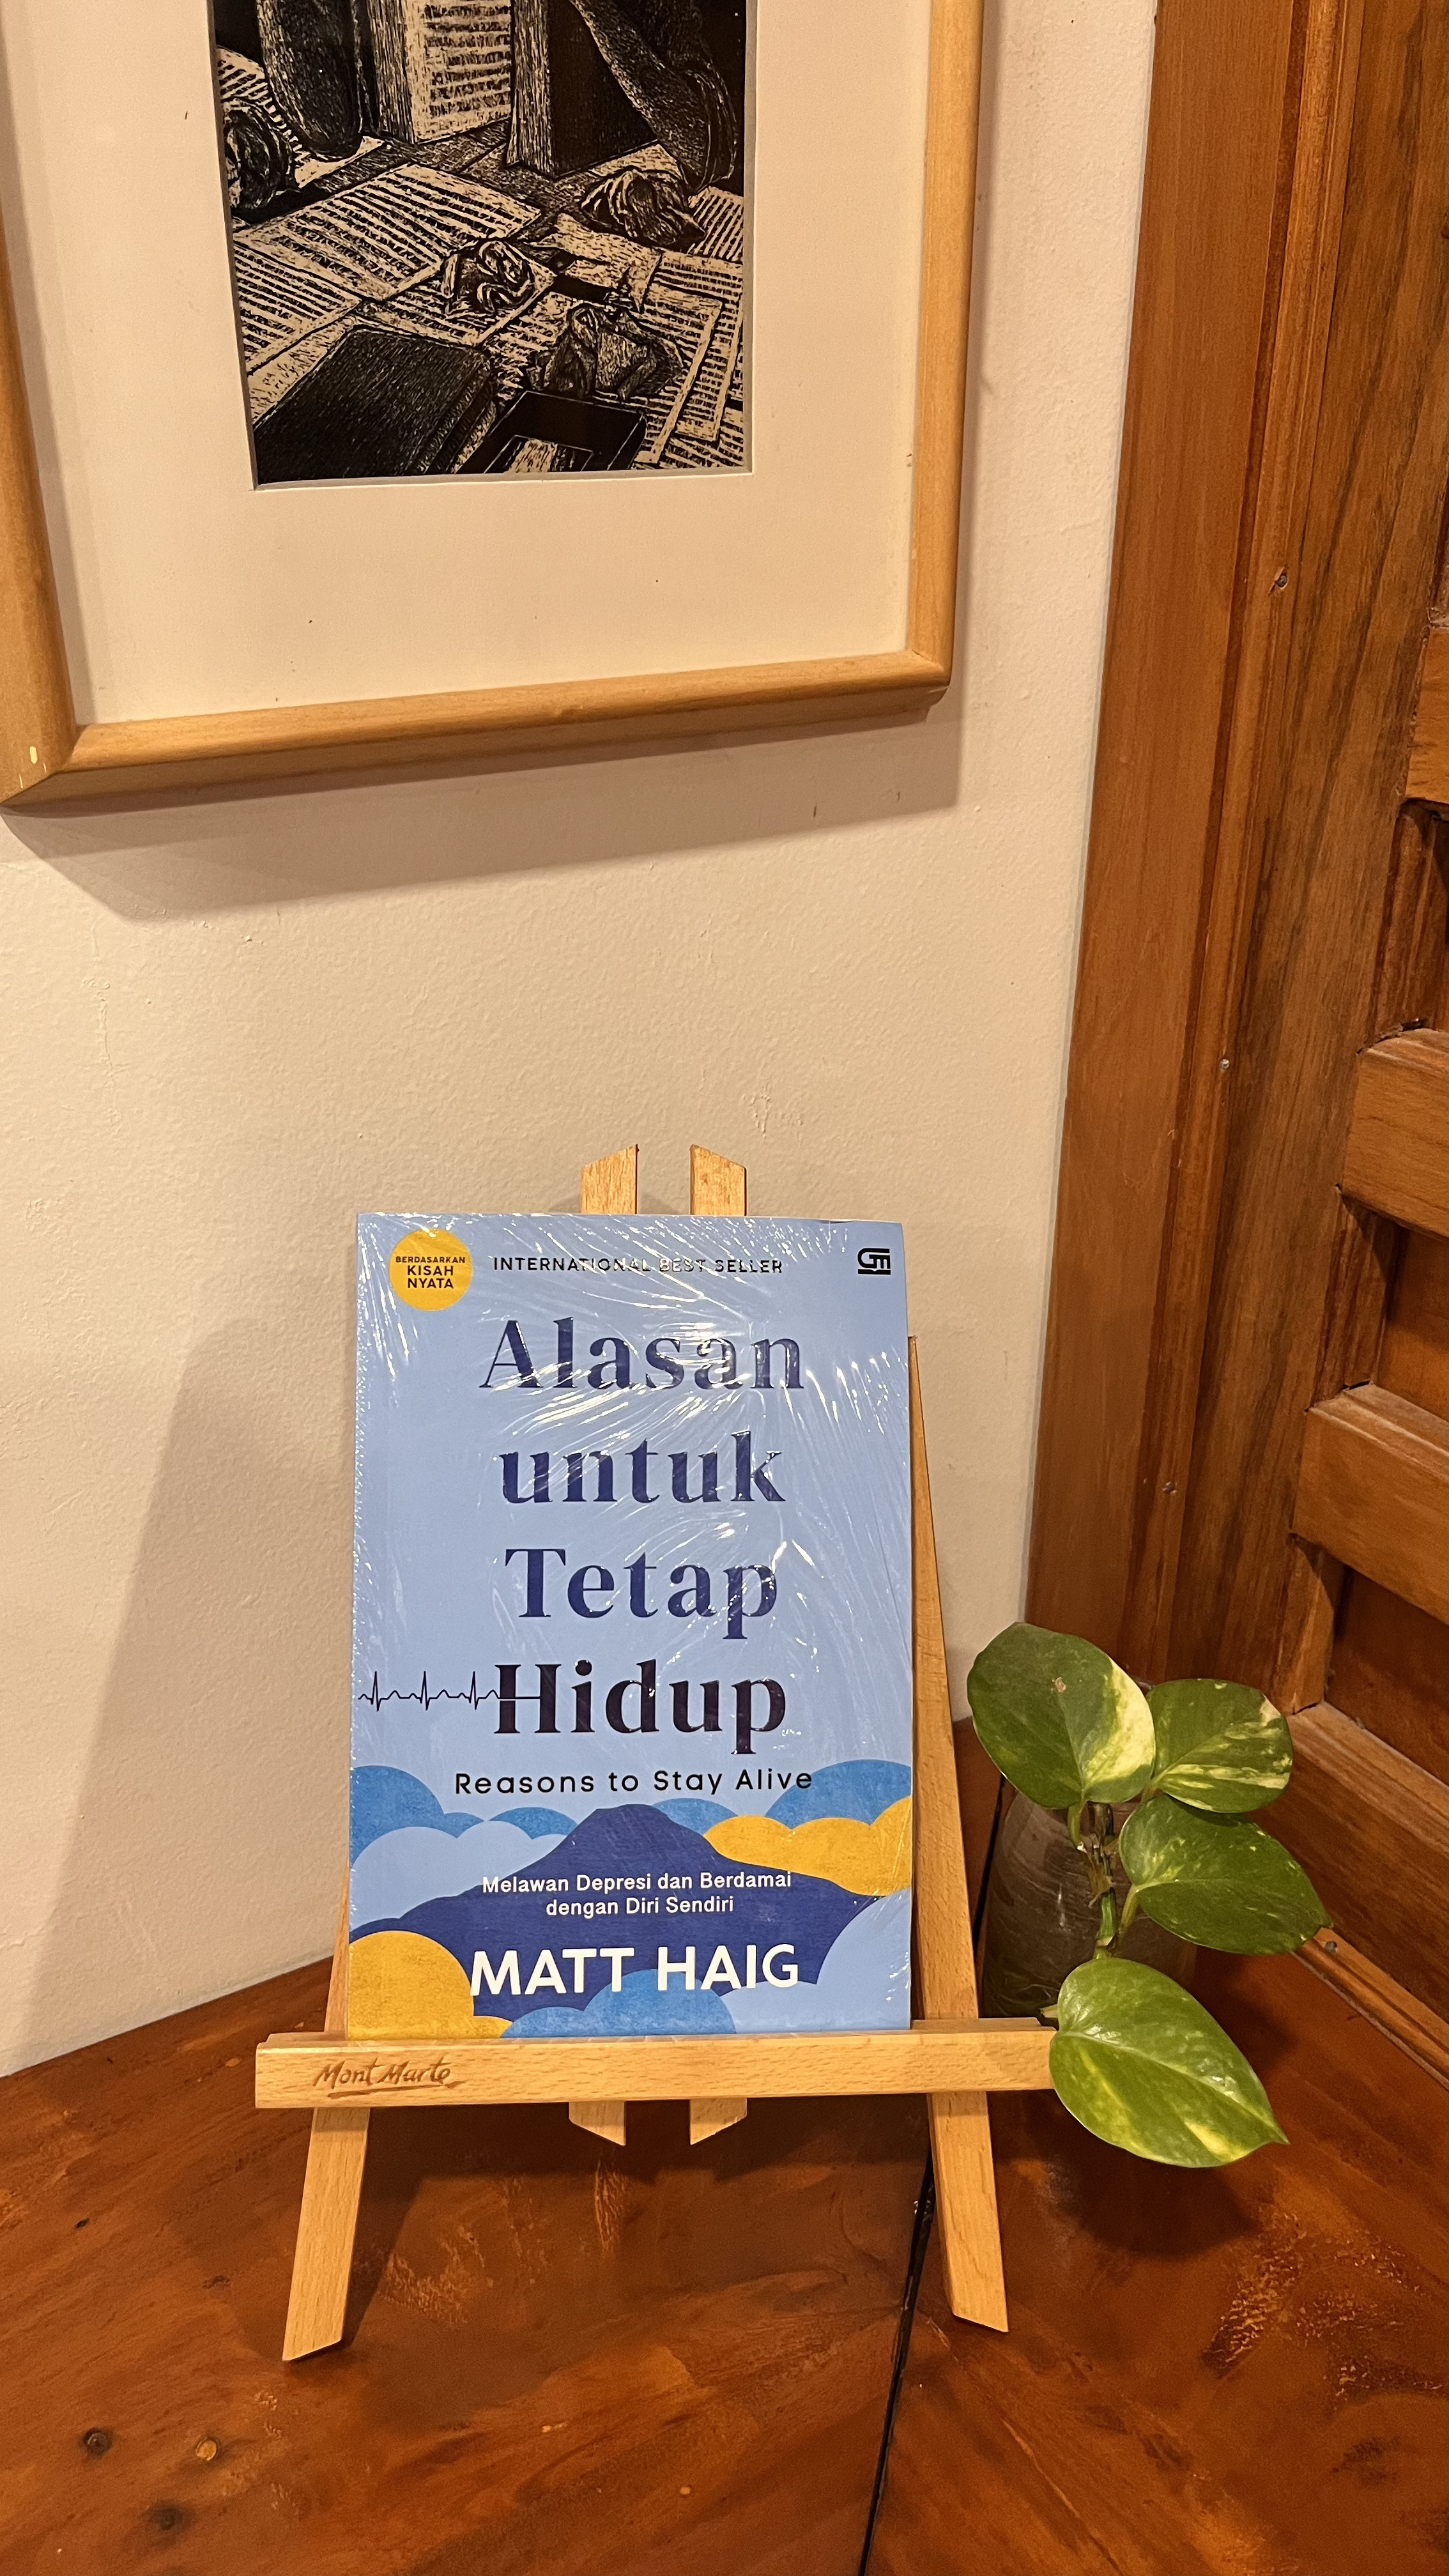 BERDASARKAN
KISAH
NYATA
INTERNATIONAL BEST SELLER
GM
Alasan
untuk
Tetap
Hidup
Reasons to Stay Alive
Melawan Depresi dan Berdamai
dengan Diri Sendiri
MATT HAIG
Mont Marte